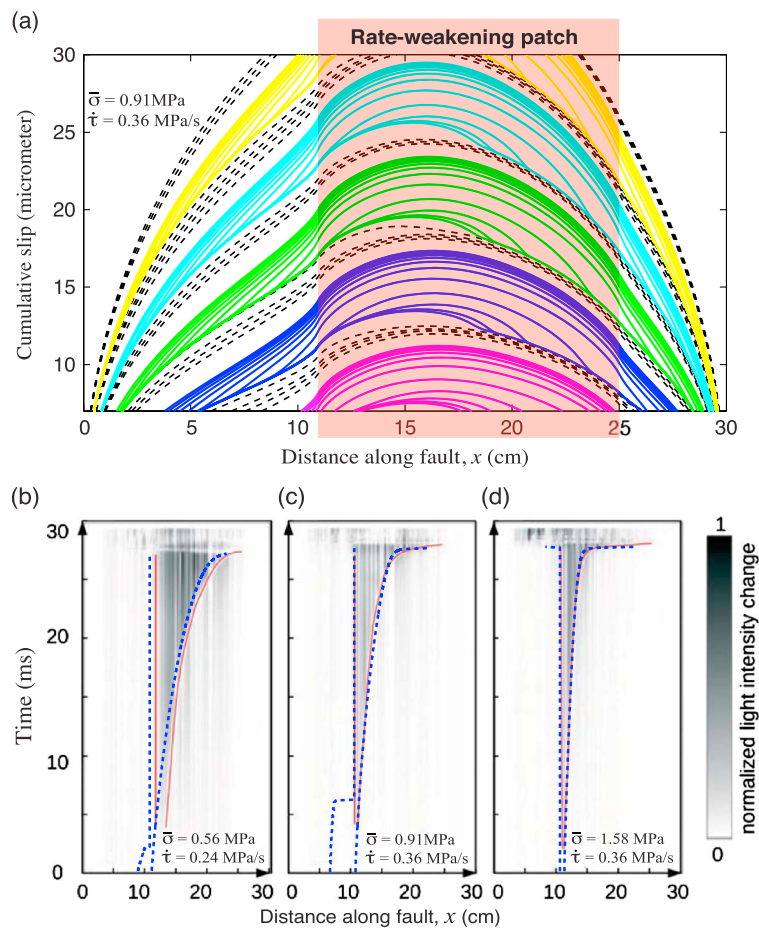 (a)
Rate-weakening patch
σ̅ = 0.91MPa
τ̇ = 0.36 MPa/s
Cumulative slip (micrometer)
30
25
20
15
10
0 5 10 15 20 25 30
Distance along fault, x (cm)
(b) (c) (d)
Time (ms)
30
20
10
0
σ̅ = 0.56 MPa
τ̇ = 0.24 MPa/s
σ̅ = 0.91MPa
τ̇ = 0.36 MPa/s
σ̅ = 1.58 MPa
τ̇ = 0.36 MPa/s
0 10 20 30 0 10 20 30 0 10 20 30
Distance along fault, x (cm)
1
normalized light intensity change
0